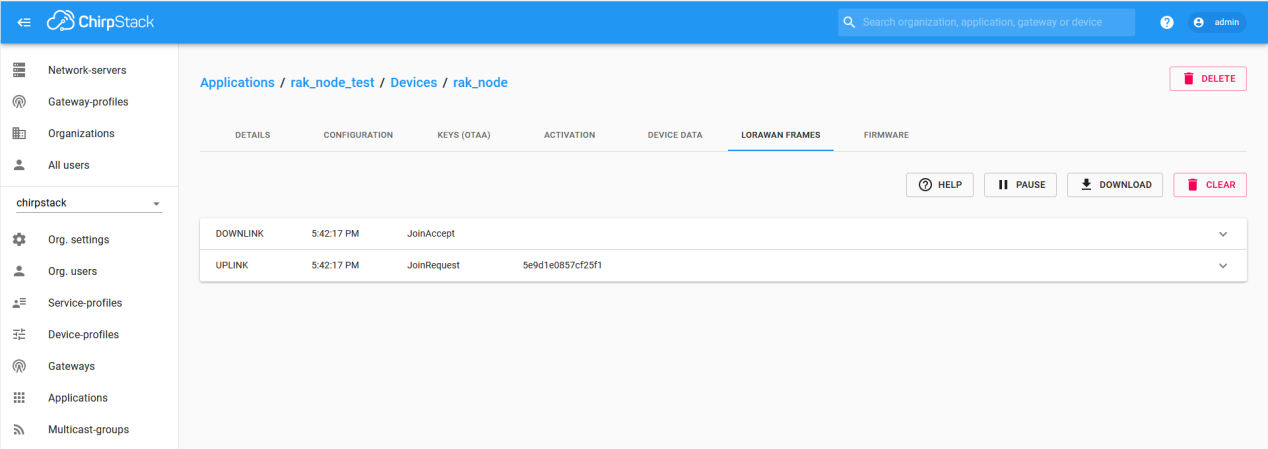 ChirpStack
Search organization, application, gateway or device
? admin
Network-servers
Gateway-profiles
Organizations
All users
chirpstack
Org. settings
Org. users
Service-profiles
Device-profiles
Gateways
Applications
Multicast-groups
Applications / rak_node_test / Devices / rak_node
DELETE
DETAILS CONFIGURATION KEYS (OTAA) ACTIVATION DEVICE DATA LORAWAN FRAMES FIRMWARE
? HELP PAUSE DOWNLOAD CLEAR
DOWNLINK 5:42:17 PM JoinAccept
UPLINK 5:42:17 PM JoinRequest 5e9d1e0857cf25f1